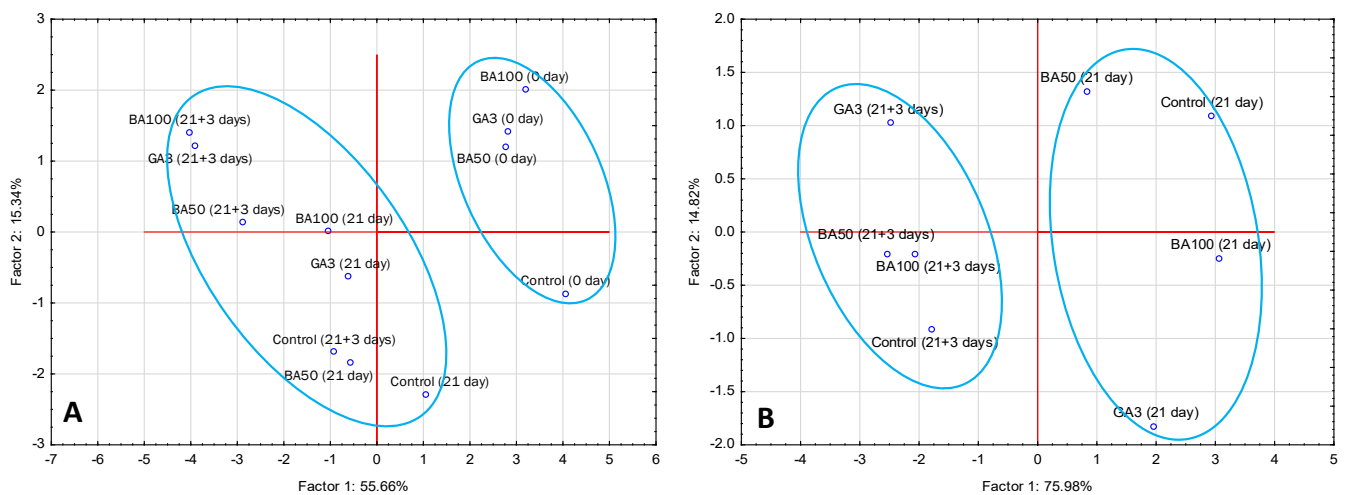 3
2
1
0
-1
-2
-3
-7
-6
-5
-4
-3
-2
-1
0
1
2
3
4
5
6
Factor 2: 15.34%
Factor 1: 55.66%
BA100 (0 day)
GA3 (0 day)
BA50 (0 day)
BA100 (21+3 days)
GA3 (21+3 days)
BA50 (21+3 days)
BA100 (21 day)
GA3 (21 day)
Control (0 day)
Control (21+3 days)
BA50 (21 day)
Control (21 day)
A
2.0
1.5
1.0
0.5
0.0
-0.5
-1.0
-1.5
-2.0
-5
-4
-3
-2
-1
0
1
2
3
4
5
Factor 2: 14.82%
Factor 1: 75.98%
BA50 (21 day)
Control (21 day)
GA3 (21+3 days)
BA50 (21+3 days)
BA100 (21 day)
BA100 (21+3 days)
Control (21+3 days)
GA3 (21 day)
B